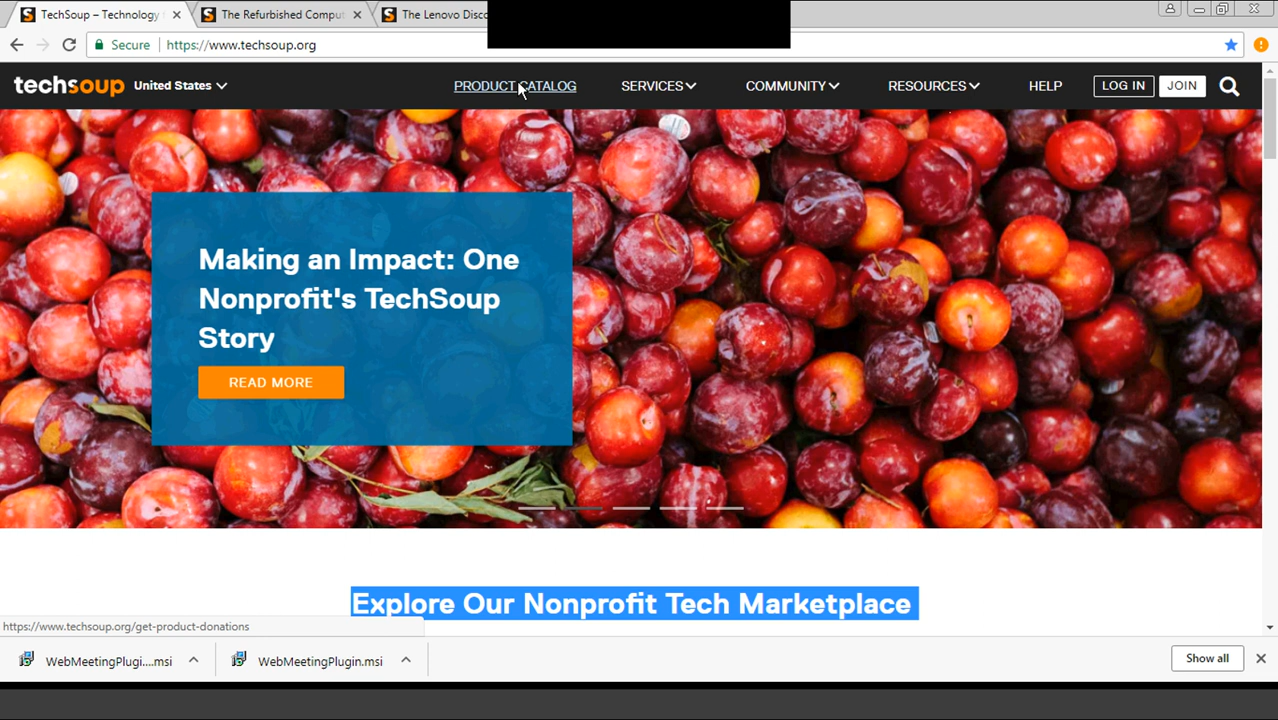 TechSoup – Technology
The Refurbished Compu
The Lenovo Disco
Secure
https://www.techsoup.org
techsoup
United States
PRODUCT CATALOG
SERVICES
COMMUNITY
RESOURCES
HELP
LOG IN
JOIN
Making an Impact: One
Nonprofit's TechSoup
Story
READ MORE
Explore Our Nonprofit Tech Marketplace
https://www.techsoup.org/get-product-donations
WebMeetingPlugi....msi
WebMeetingPlugin.msi
Show all